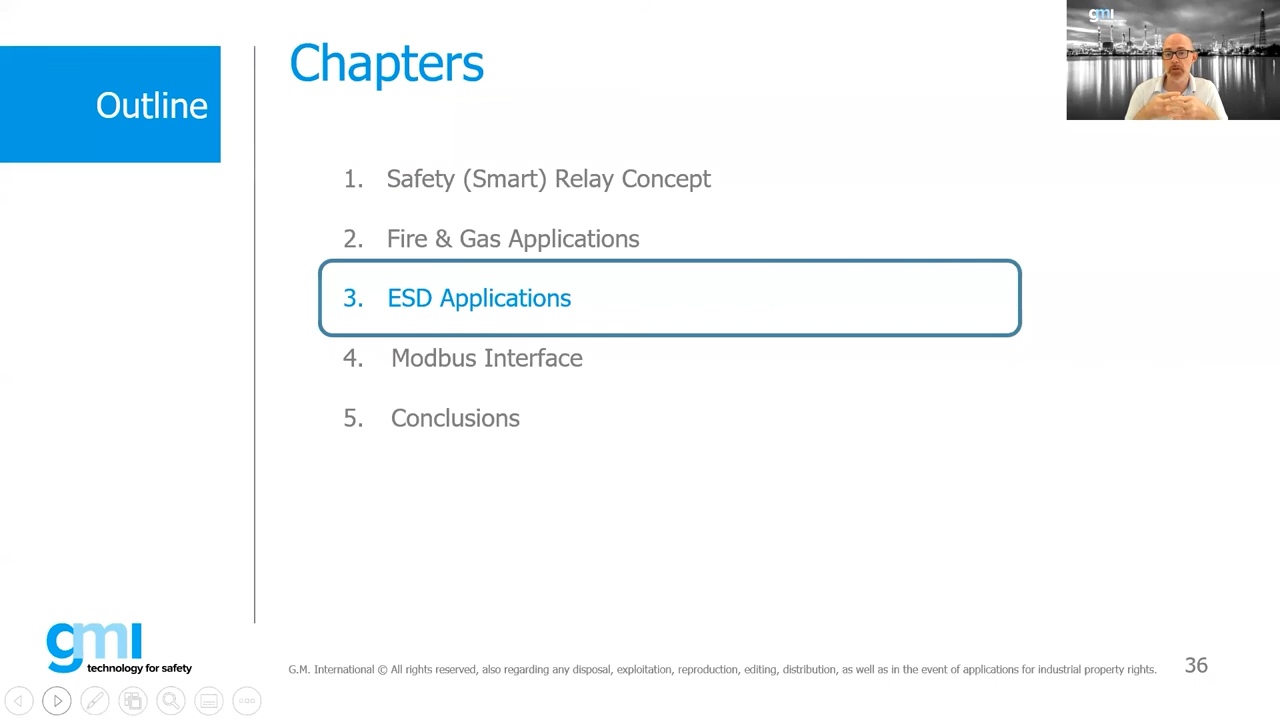 gmi
Chapters
Outline
1. Safety (Smart) Relay Concept
2. Fire & Gas Applications
3. ESD Applications
4. Modbus Interface
5. Conclusions
gmi
technology for safety
G.M. International © All rights reserved, also regarding any disposal, exploitation, reproduction, editing, distribution, as well as in the event of applications for industrial property rights.
36